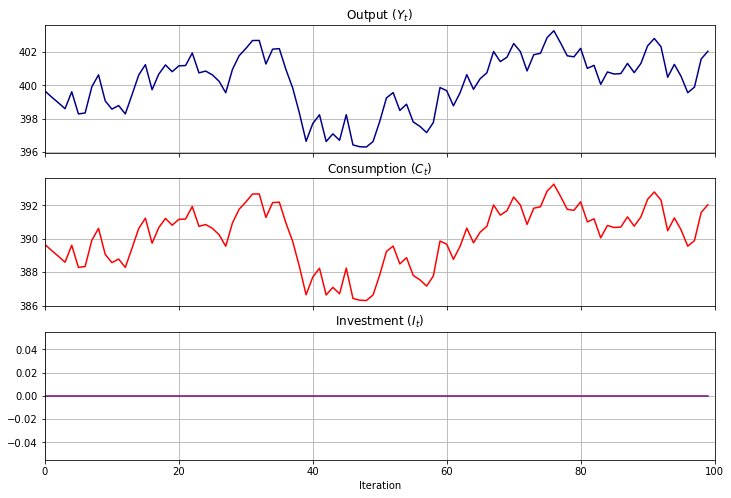 Output (Y_t)
402
400
398
396
Consumption (C_t)
392
390
388
386
Investment (I_t)
0.04
0.02
0.00
−0.02
−0.04
0 20 40 60 80 100
Iteration